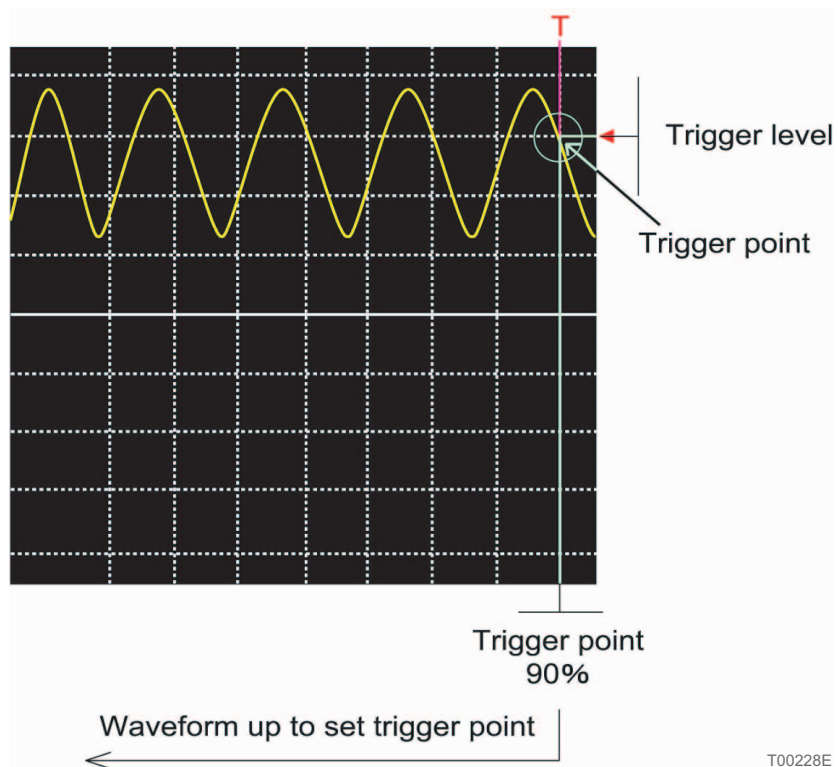 T
Trigger level
Trigger point
Trigger point
90%
Waveform up to set trigger point
T00228E